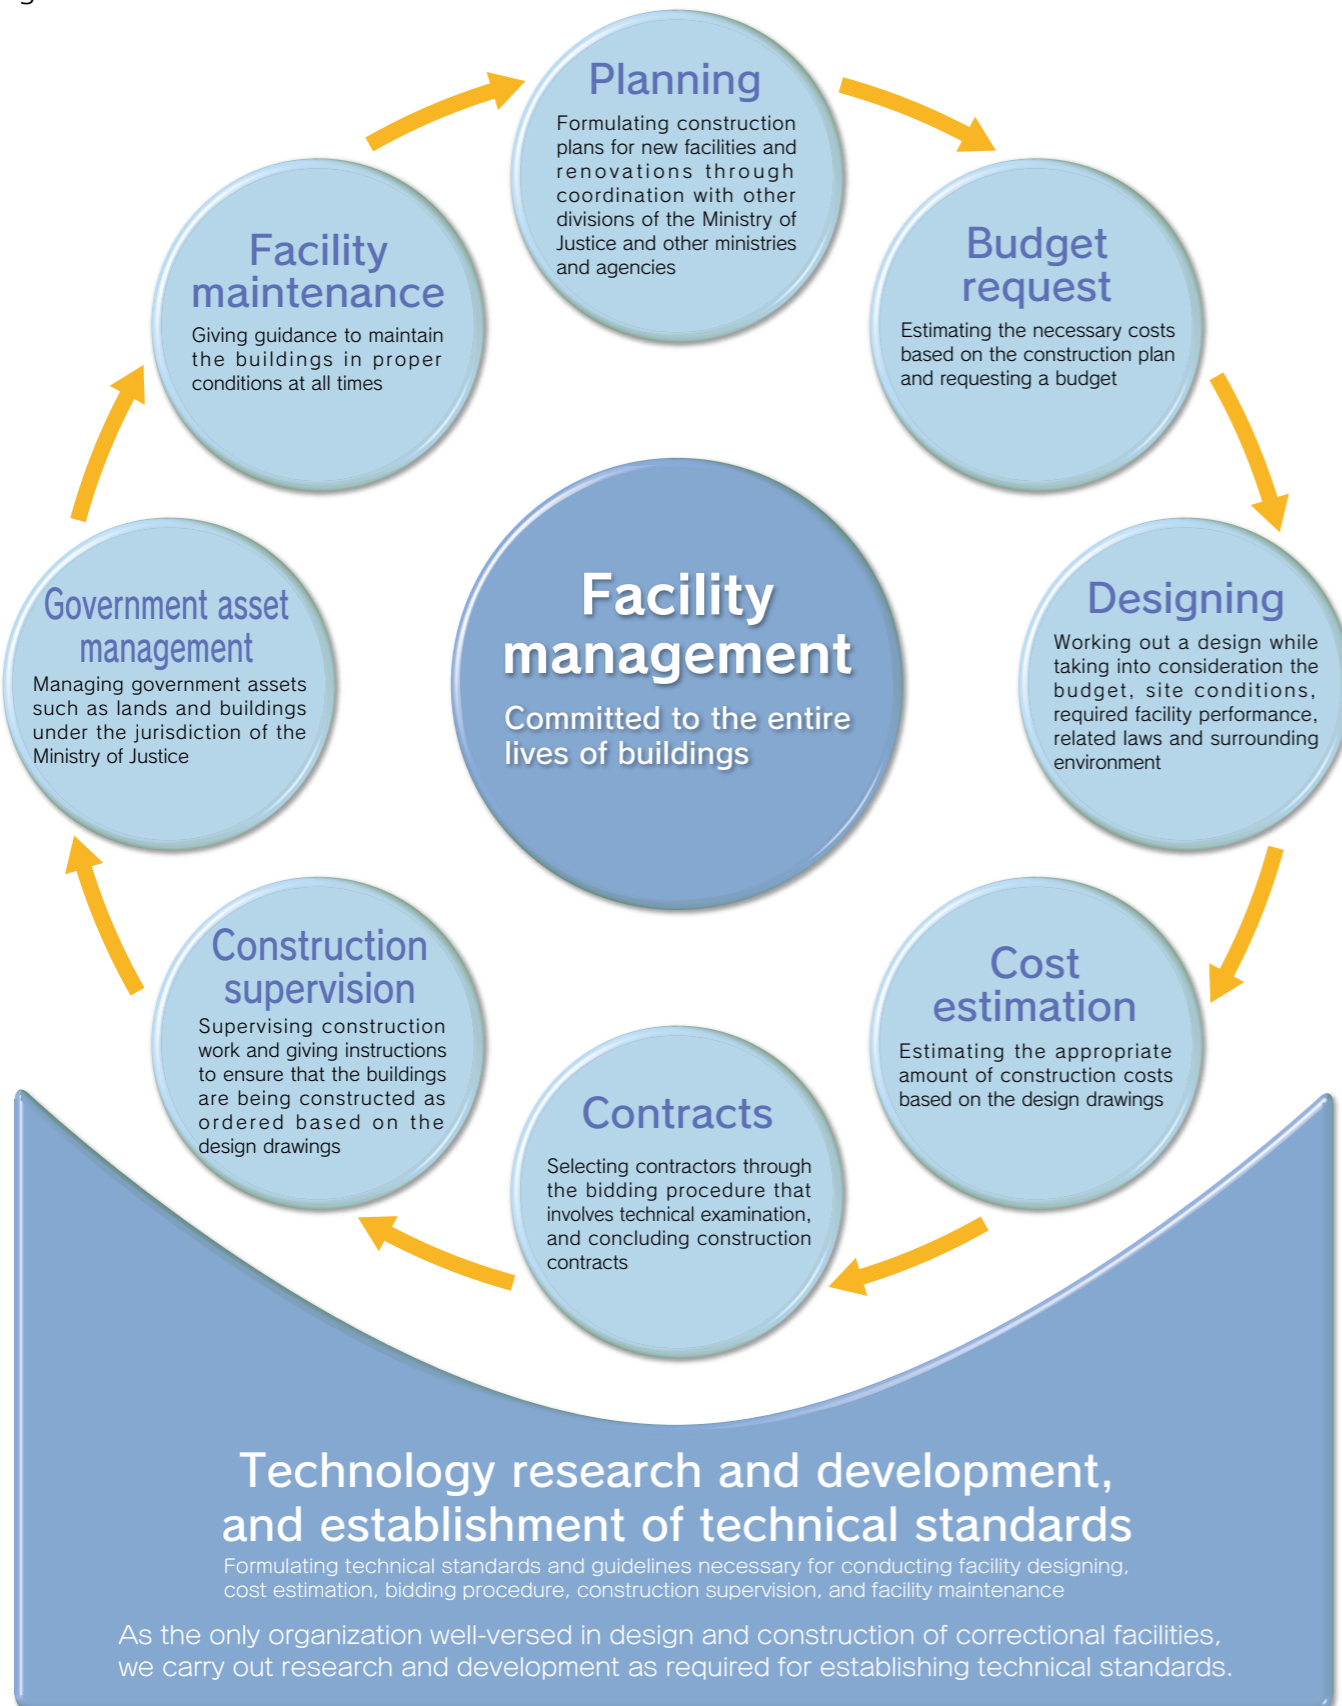 Planning
Formulating construction
plans for new facilities and
renovations through
coordination with other
divisions of the Ministry of
Justice and other ministries
and agencies
Budget
request
Estimating the necessary costs
based on the construction plan
and requesting a budget
Designing
Working out a design while
taking into consideration the
budget, site conditions,
required facility performance,
related laws and surrounding
environment
Cost
estimation
Estimating the appropriate
amount of construction costs
based on the design drawings
Contracts
Selecting contractors through
the bidding procedure that
involves technical examination,
and concluding construction
contracts
Construction
supervision
Supervising construction
work and giving instructions
to ensure that the buildings
are being constructed as
ordered based on the
design drawings
Government asset
management
Managing government assets
such as lands and buildings
under the jurisdiction of the
Ministry of Justice
Facility
maintenance
Giving guidance to maintain
the buildings in proper
conditions at all times
Facility
management
Committed to the entire
lives of buildings
Technology research and development,
and establishment of technical standards
Formulating technical standards and guidelines necessary for conducting facility designing,
cost estimation, bidding procedure, construction supervision, and facility maintenance
As the only organization well-versed in design and construction of correctional facilities,
we carry out research and development as required for establishing technical standards.